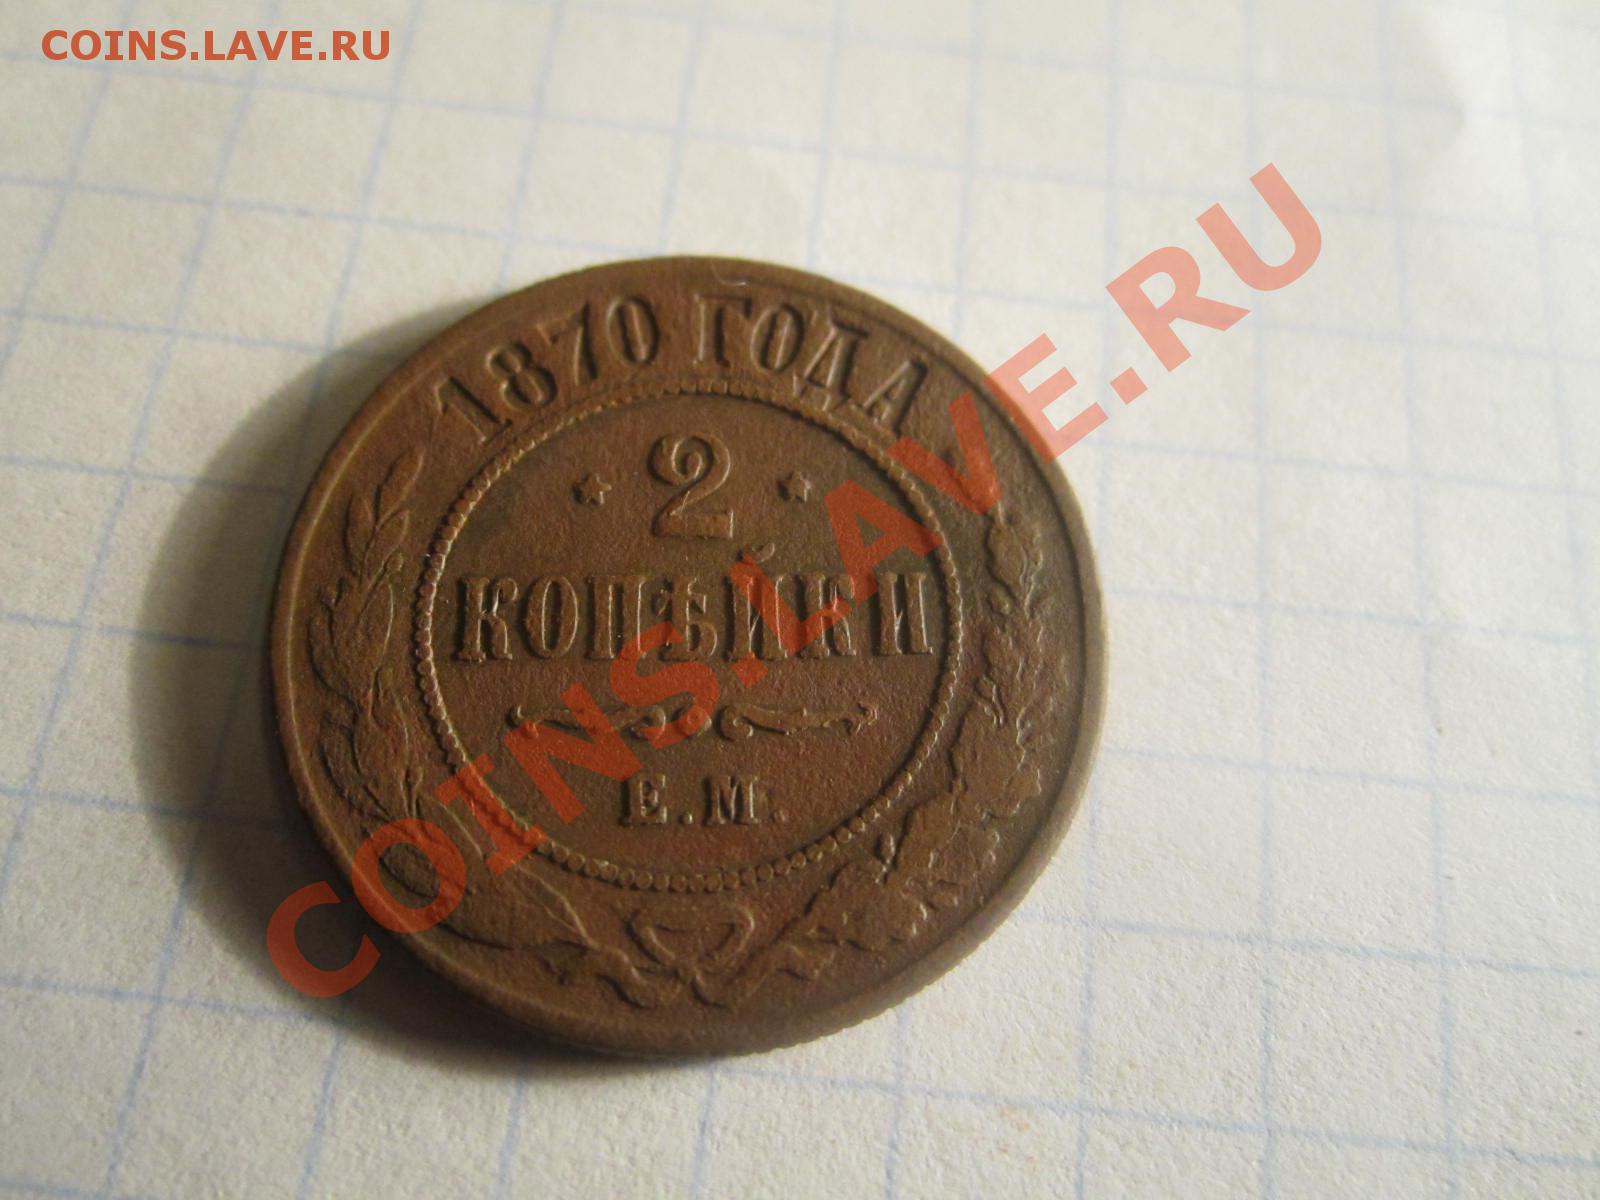 COINS.LAVE.RU
1870 ГОДА
* 2 *
КОПѢЙКИ
Е.М.
COINS.LAVE.RU